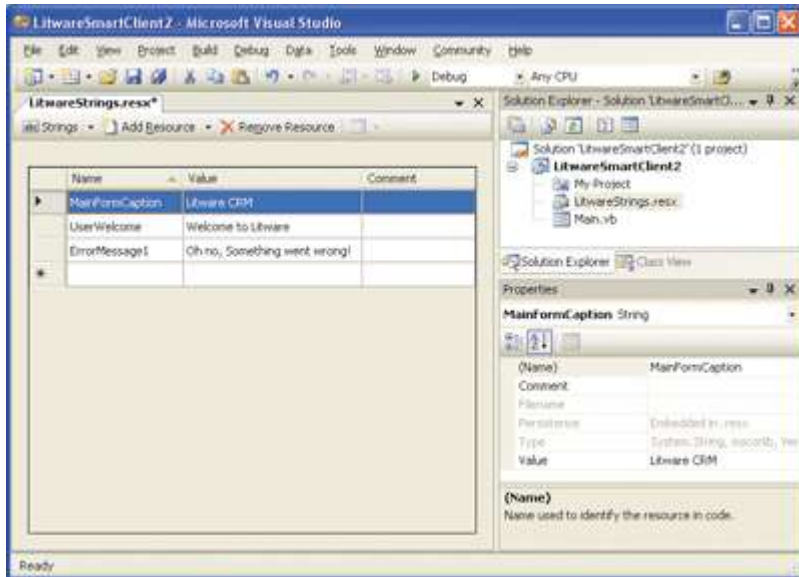 LitwareSmartClient2 - Microsoft Visual Studio
File Edit View Project Build Debug Data Tools Window Community Help
Debug Any CPU
LitwareStrings.resx*
Strings Add Resource Remove Resource
Name Value Comment
MainFormCaption Litware CRM
UserWelcome Welcome to Litware
ErrorMessage1 Oh no, Something went wrong!
Solution Explorer - Solution 'LitwareSmartCl...
Solution 'LitwareSmartClient2' (1 project)
LitwareSmartClient2
My Project
LitwareStrings.resx
Main.vb
Solution Explorer Class View
Properties
MainFormCaption String
(Name) MainFormCaption
Comment
Filename
Persistence Embedded in .resx
Type System.String, mscorlib, Ver
Value Litware CRM
(Name)
Name used to identify the resource in code.
Ready